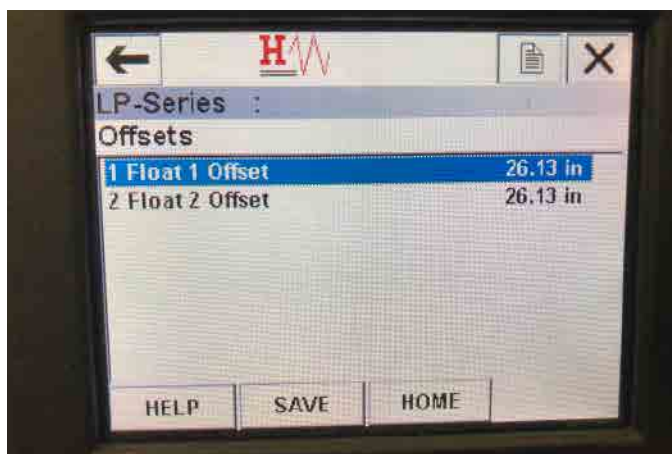 H
LP-Series :
Offsets
1 Float 1 Offset 26.13 in
2 Float 2 Offset 26.13 in
HELP SAVE HOME